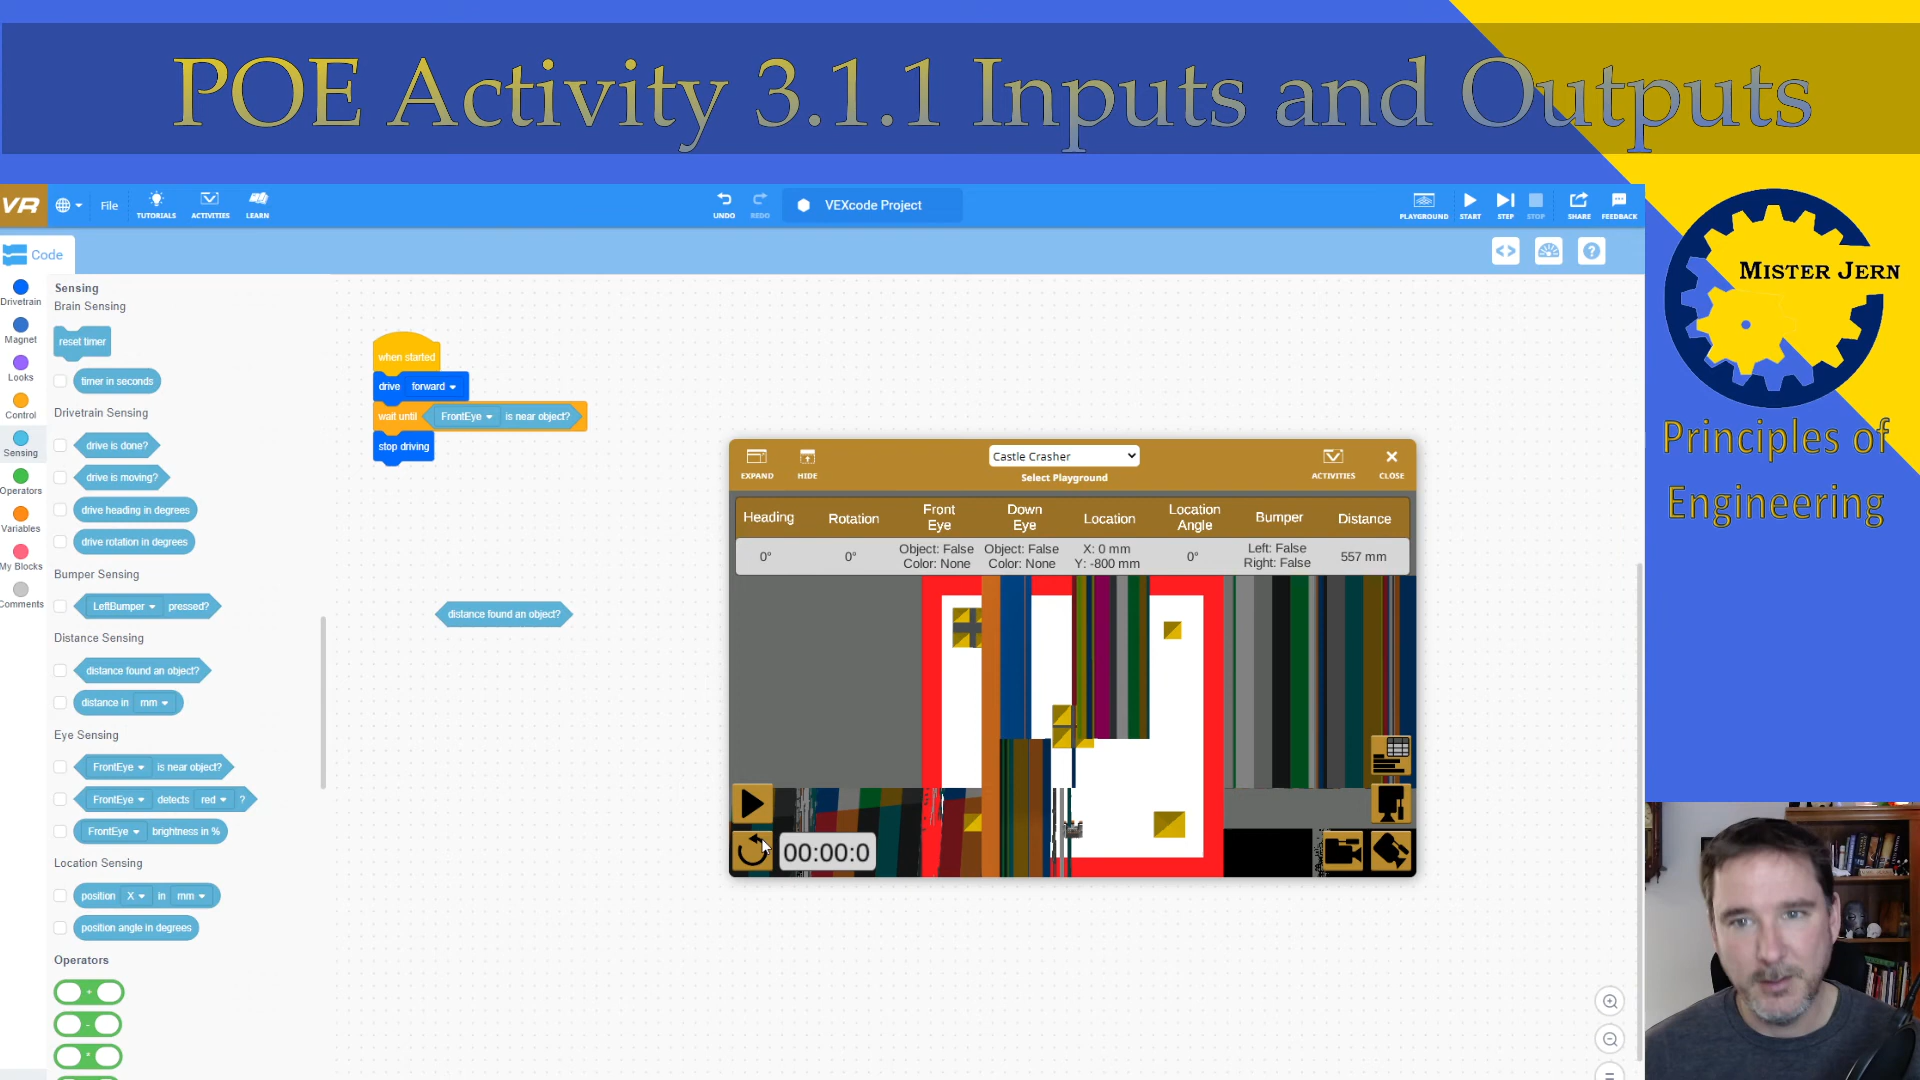 POE Activity 3.1.1 Inputs and Outputs
VR
File
TUTORIALS
ACTIVITIES
LEARN
UNDO
REDO
VEXcode Project
PLAYGROUND
START
STEP
STOP
SHARE
FEEDBACK
MISTER JERN
Principles of
Engineering
Code
Drivetrain
Magnet
Looks
Control
Sensing
Operators
Variables
My Blocks
Comments
Sensing
Brain Sensing
reset timer
timer in seconds
Drivetrain Sensing
drive is done?
drive is moving?
drive heading in degrees
drive rotation in degrees
Bumper Sensing
LeftBumper pressed?
Distance Sensing
distance found an object?
distance in mm
Eye Sensing
FrontEye is near object?
FrontEye detects red ?
FrontEye brightness in %
Location Sensing
position X in mm
position angle in degrees
Operators
+
-
*
when started
drive forward
wait until FrontEye is near object?
stop driving
distance found an object?
EXPAND
HIDE
Castle Crasher
Select Playground
ACTIVITIES
CLOSE
Heading Rotation Front Eye Down Eye Location Location Angle Bumper Distance
0° 0° Object: False Object: False X: 0 mm 0° Left: False 557 mm
Color: None Color: None Y: -800 mm Right: False
00:00:0